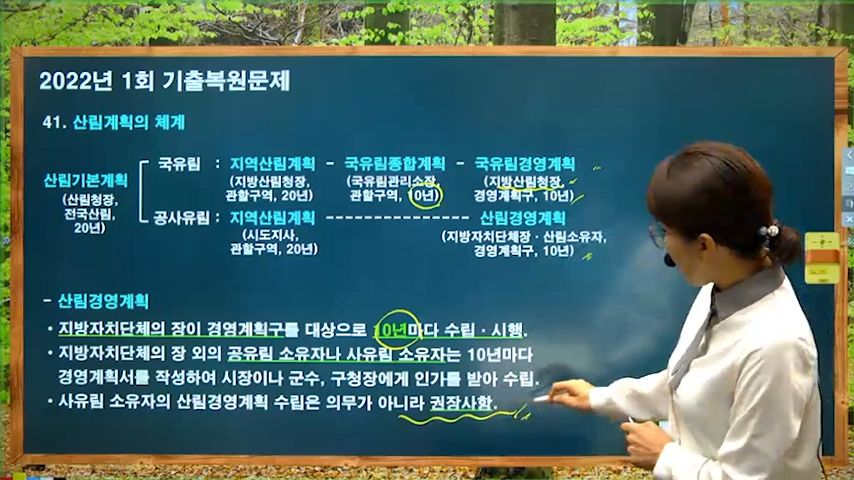 2022년 1회 기출복원문제
41. 산림계획의 체계
산림기본계획
(산림청장,
전국산림,
20년)
국유림 : 지역산림계획 - 국유림종합계획 - 국유림경영계획
(지방산림청장,
관할구역, 20년)
(국유림관리소장,
관할구역, 10년)
(지방산림청장,
경영계획구, 10년)
공사유림 : 지역산림계획 --------------- 산림경영계획
(시도지사,
관할구역, 20년)
(지방자치단체장 · 산림소유자,
경영계획구, 10년)
- 산림경영계획
· 지방자치단체의 장이 경영계획구를 대상으로 10년마다 수립 · 시행.
· 지방자치단체의 장 외의 공유림 소유자나 사유림 소유자는 10년마다
경영계획서를 작성하여 시장이나 군수, 구청장에게 인가를 받아 수립.
· 사유림 소유자의 산림경영계획 수립은 의무가 아니라 권장사항.